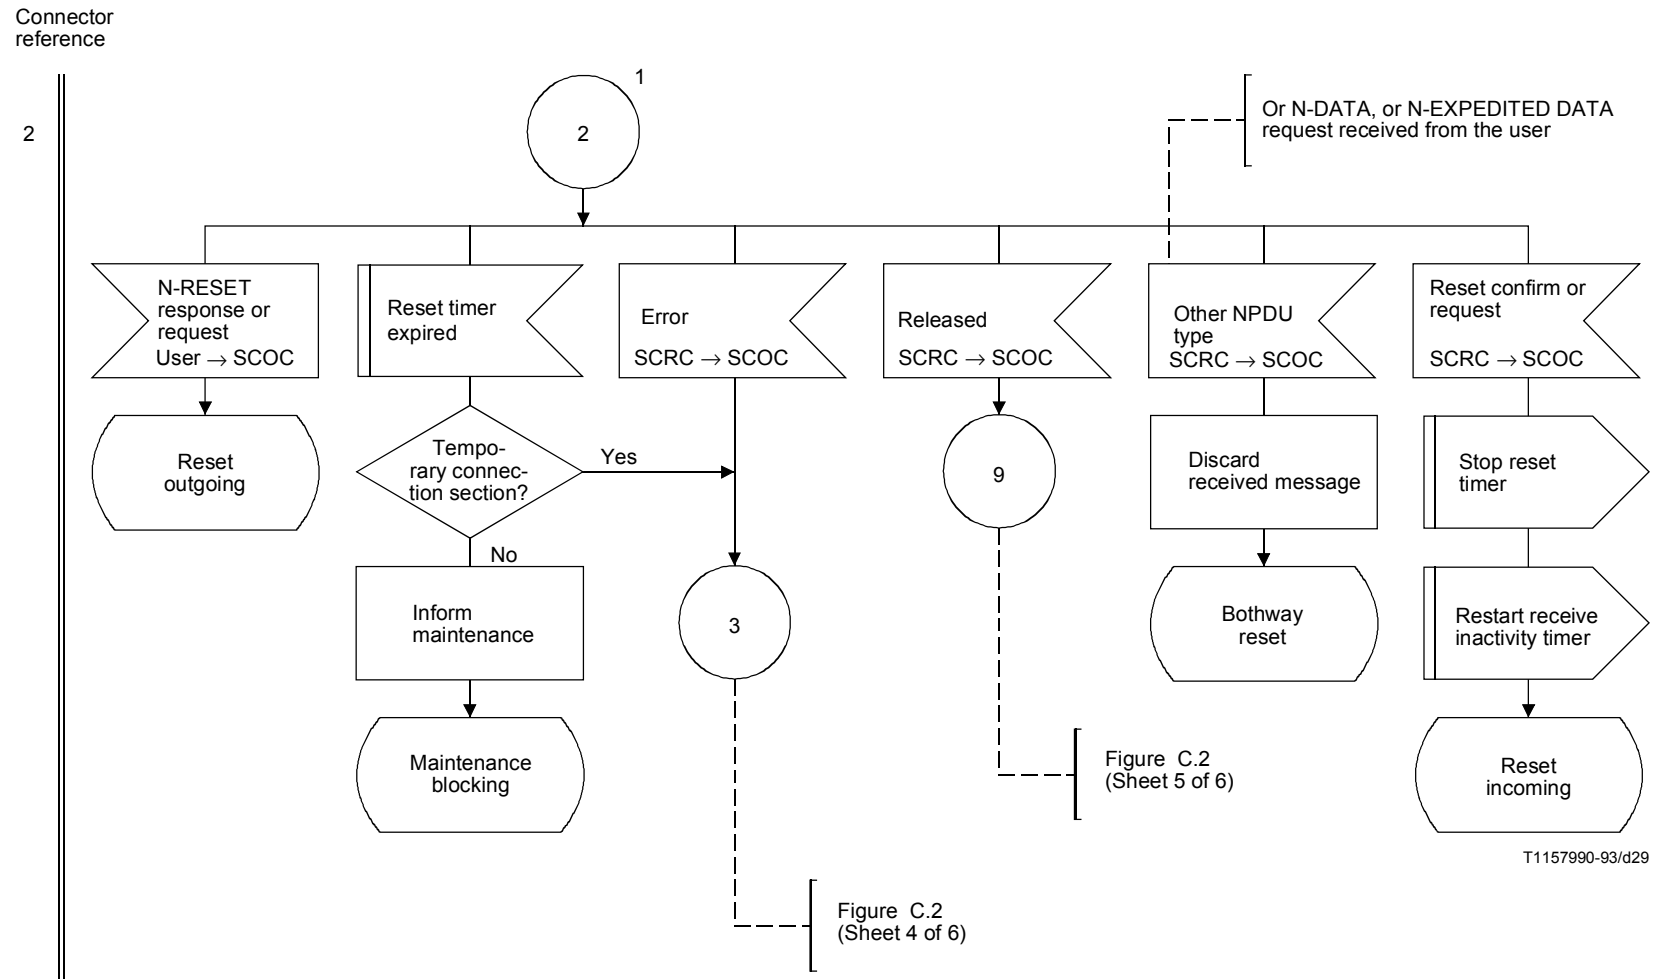 Connector
reference
1
2
2
Or N-DATA, or N-EXPEDITED DATA
request received from the user
N-RESET
response or
request
User → SCOC
Reset timer
expired
Error
SCRC → SCOC
Released
SCRC → SCOC
Other NPDU
type
SCRC → SCOC
Reset confirm or
request
SCRC → SCOC
Reset
outgoing
Tempo-
rary connec-
tion section?
Yes
No
9
Discard
received message
Stop reset
timer
Inform
maintenance
3
Bothway
reset
Restart receive
inactivity timer
Maintenance
blocking
Figure C.2
(Sheet 5 of 6)
Reset
incoming
T1157990-93/d29
Figure C.2
(Sheet 4 of 6)